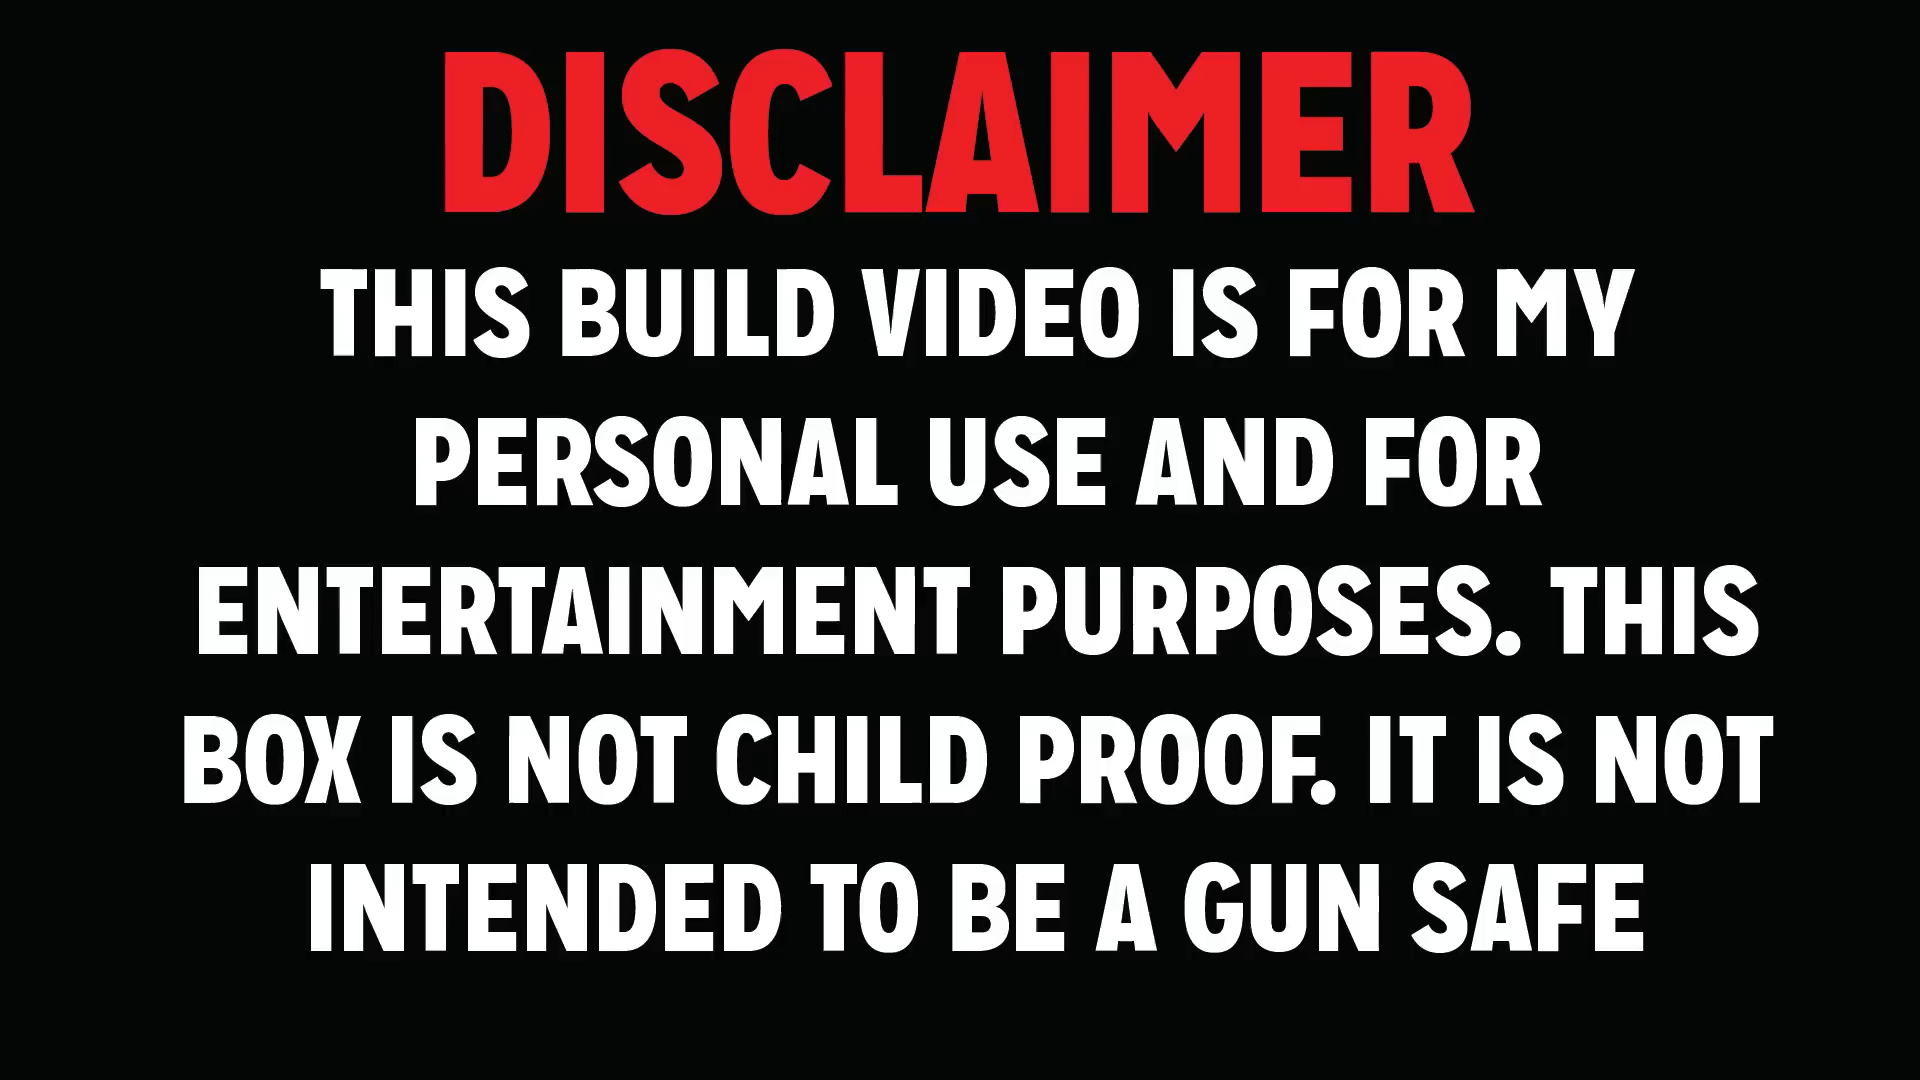 DISCLAIMER
THIS BUILD VIDEO IS FOR MY
PERSONAL USE AND FOR
ENTERTAINMENT PURPOSES. THIS
BOX IS NOT CHILD PROOF. IT IS NOT
INTENDED TO BE A GUN SAFE